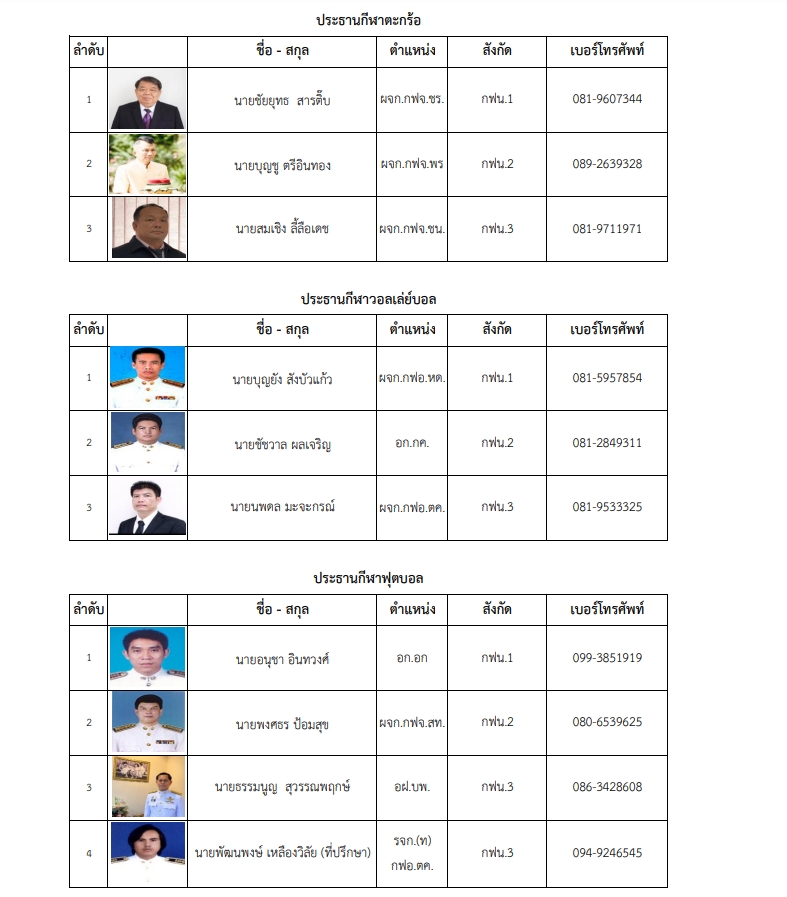 ประธานกีฬาตะกร้อ
ลำดับ ชื่อ - สกุล ตำแหน่ง สังกัด เบอร์โทรศัพท์
1 นายชัยยุทธ สารติ๊บ ผจก.กฟจ.ชร. กฟน.1 081-9607344
2 นายบุญชู ตรีอินทอง ผจก.กฟจ.พร กฟน.2 089-2639328
3 นายสมเชิง ลี้ลือเดช ผจก.กฟจ.ชน. กฟน.3 081-9711971
ประธานกีฬาวอลเล่ย์บอล
ลำดับ ชื่อ - สกุล ตำแหน่ง สังกัด เบอร์โทรศัพท์
1 นายบุญยัง สังบัวแก้ว ผจก.กฟอ.หด. กฟน.1 081-5957854
2 นายชัชวาล ผลเจริญ อก.กค. กฟน.2 081-2849311
3 นายนพดล มะจะกรณ์ ผจก.กฟอ.ตค. กฟน.3 081-9533325
ประธานกีฬาฟุตบอล
ลำดับ ชื่อ - สกุล ตำแหน่ง สังกัด เบอร์โทรศัพท์
1 นายอนุชา อินทวงศ์ อก.อก กฟน.1 099-3851919
2 นายพงศธร ป้อมสุข ผจก.กฟจ.สท. กฟน.2 080-6539625
3 นายธรรมนูญ สุวรรณพฤกษ์ อฝ.บพ. กฟน.3 086-3428608
4 นายพัฒนพงษ์ เหลืองวิลัย (ที่ปรึกษา) รจก.(ท) กฟน.3 094-9246545
กฟอ.ตค.